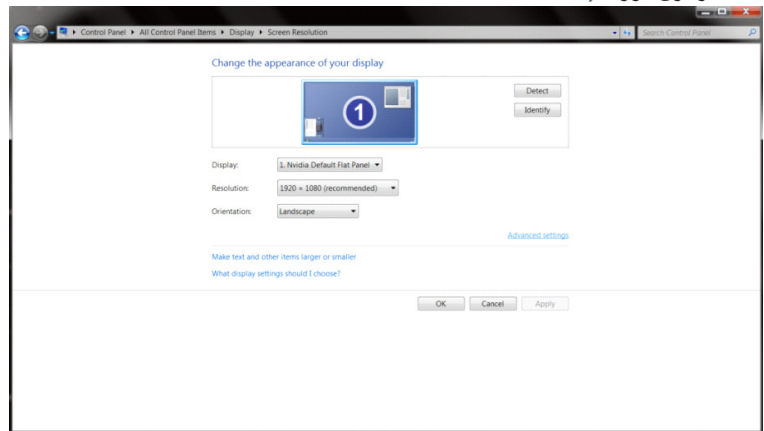 Control Panel All Control Panel Items Display Screen Resolution Search Control Panel
Change the appearance of your display
1
Detect
Identify
Display: 1. Nvidia Default Flat Panel
Resolution: 1920 × 1080 (recommended)
Orientation: Landscape
Advanced settings
Make text and other items larger or smaller
What display settings should I choose?
OK Cancel Apply